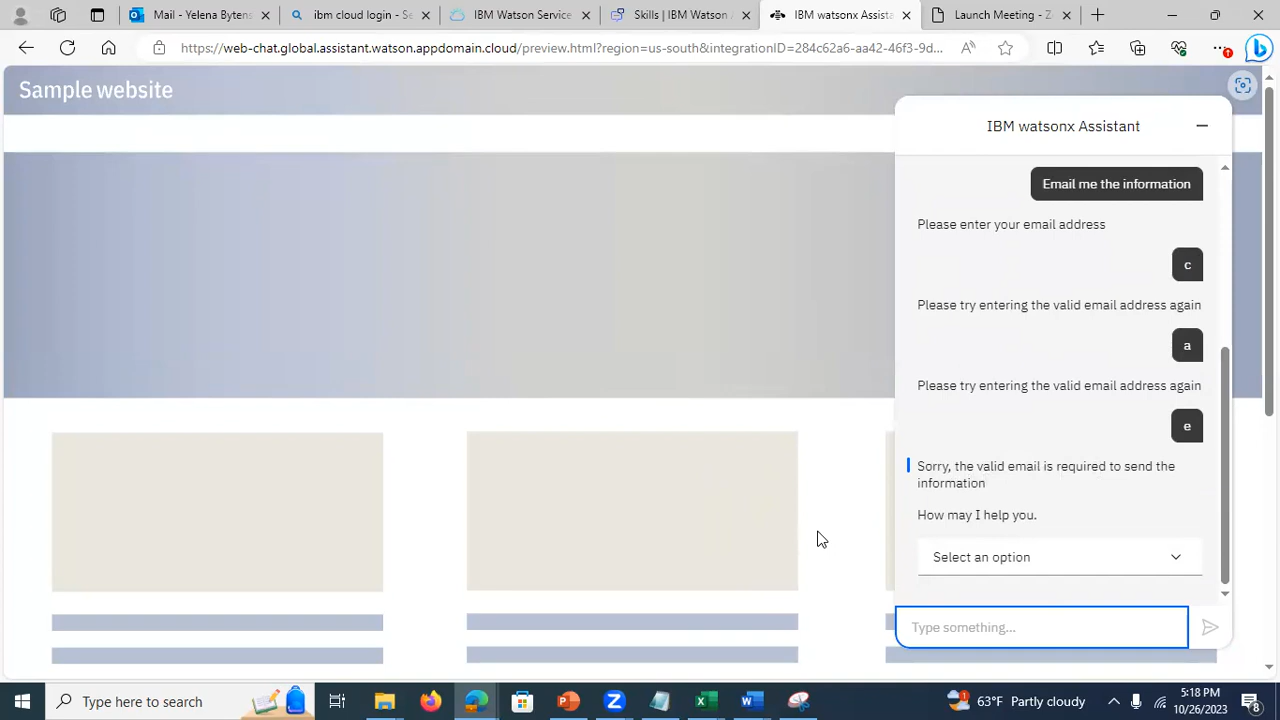 Mail - Yelena Bytens
ibm cloud login - Se
IBM Watson Service
Skills | IBM Watson A
IBM watsonx Assista
Launch Meeting - Z
https://web-chat.global.assistant.watson.appdomain.cloud/preview.html?region=us-south&integrationID=284c62a6-aa42-46f3-9d...
Sample website
IBM watsonx Assistant
Email me the information
Please enter your email address
c
Please try entering the valid email address again
a
Please try entering the valid email address again
e
Sorry, the valid email is required to send the
information
How may I help you.
Select an option
Type something...
Type here to search
63°F Partly cloudy
5:18 PM
10/26/2023
8